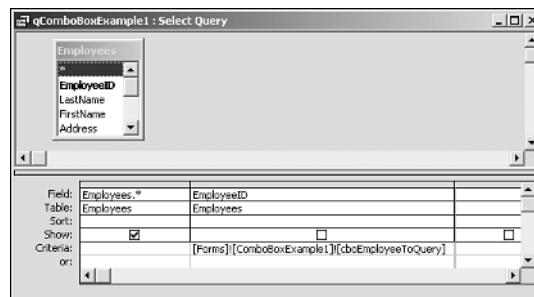 qComboBoxExample1 : Select Query
Employees
*
EmployeeID
LastName
FirstName
Address
Field: Employees.* EmployeeID
Table: Employees Employees
Sort:
Show:
Criteria: [Forms]![ComboBoxExample1]![cboEmployeeToQuery]
or: